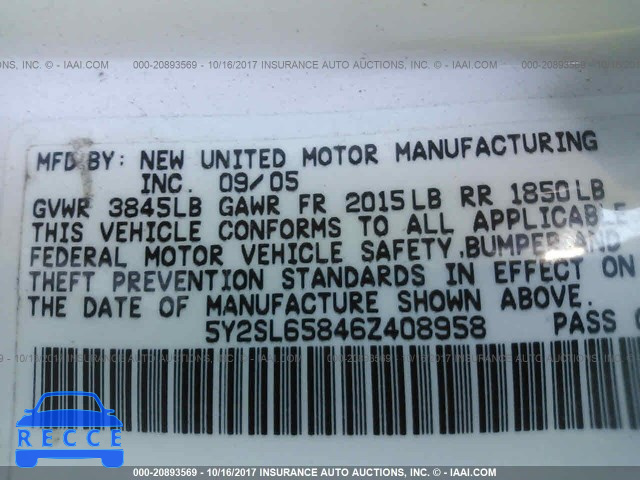 000-20893569 - 10/16/2017 INSURANCE AUTO AUCTIONS, INC. - IAAI.COM
MFD BY: NEW UNITED MOTOR MANUFACTURING
INC. 09/05
GVWR 3845LB GAWR FR 2015LB RR 1850LB
THIS VEHICLE CONFORMS TO ALL APPLICABLE
FEDERAL MOTOR VEHICLE SAFETY, BUMPER AND
THEFT PREVENTION STANDARDS IN EFFECT ON
THE DATE OF MANUFACTURE SHOWN ABOVE.
5Y2SL65846Z408958 PASS
RECCE
000-20893569 - 10/16/2017 INSURANCE AUTO AUCTIONS, INC. - IAAI.COM